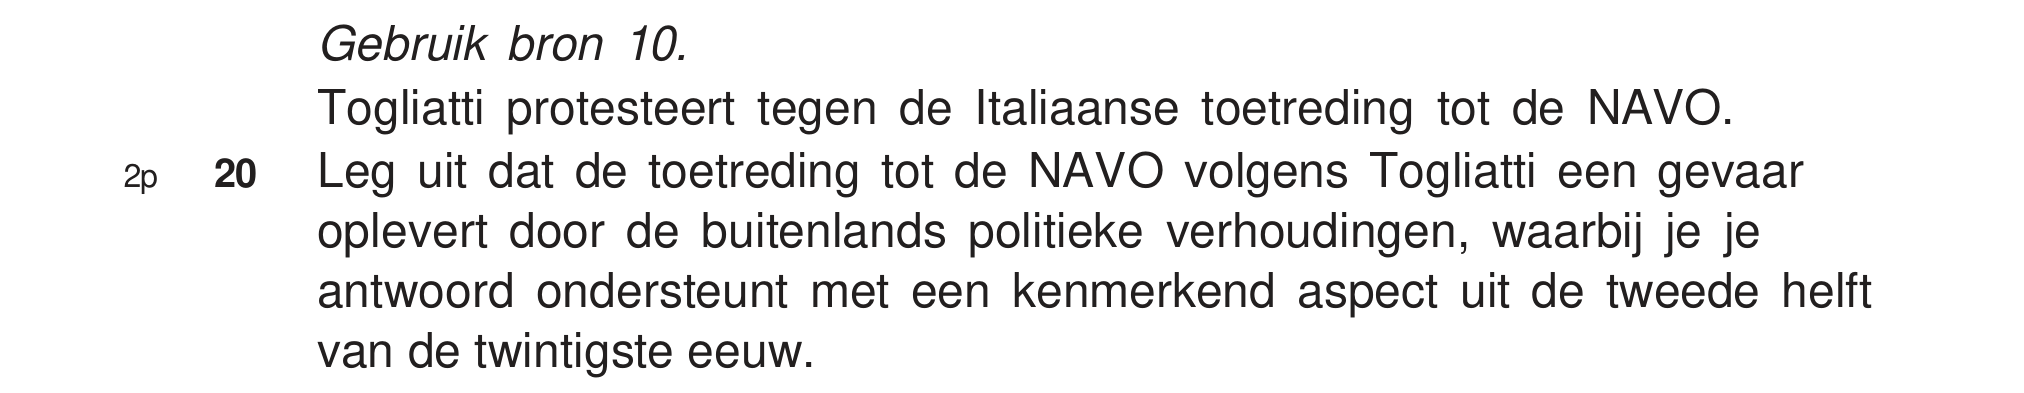 Gebruik bron 10.
Togliatti protesteert tegen de Italiaanse toetreding tot de NAVO.
2p 20 Leg uit dat de toetreding tot de NAVO volgens Togliatti een gevaar
oplevert door de buitenlands politieke verhoudingen, waarbij je je
antwoord ondersteunt met een kenmerkend aspect uit de tweede helft
van de twintigste eeuw.